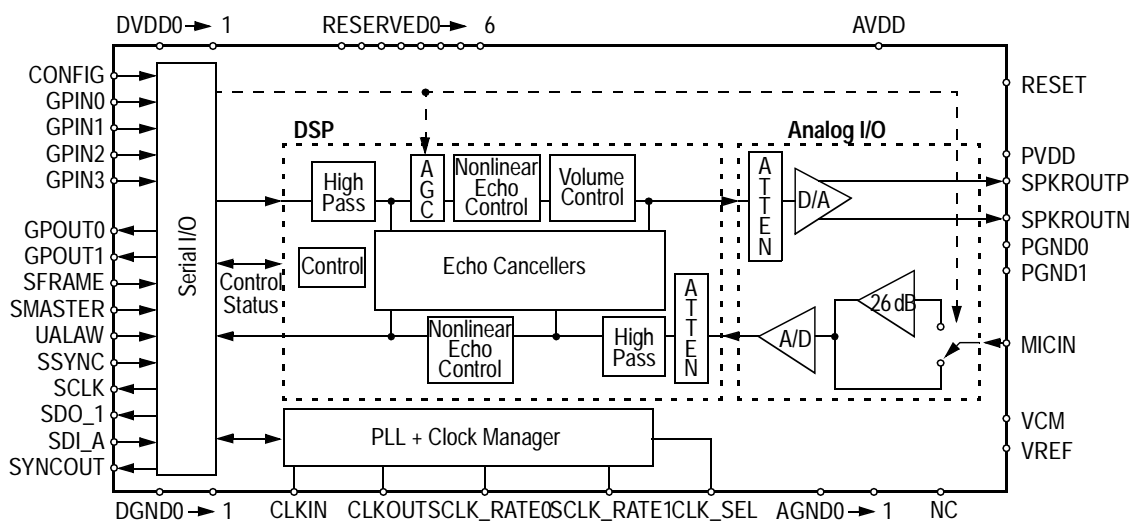 DVDD0 → 1
RESERVED0 → 6
AVDD
CONFIG
GPIN0
GPIN1
GPIN2
GPIN3
GPOUT0
GPOUT1
SFRAME
SMASTER
UALAW
SSYNC
SCLK
SDO_1
SDI_A
SYNCOUT
Serial I/O
Control
Status
DSP
High
Pass
AGC
Nonlinear
Echo
Control
Volume
Control
Control
Echo Cancellers
Nonlinear
Echo
Control
High
Pass
ATTEN
Analog I/O
ATTEN
D/A
26 dB
A/D
PLL + Clock Manager
RESET
PVDD
SPKROUTP
SPKROUTN
PGND0
PGND1
MICIN
VCM
VREF
DGND0 → 1
CLKIN
CLKOUT
SCLK_RATE0
SCLK_RATE1
CLK_SEL
AGND0 → 1
NC